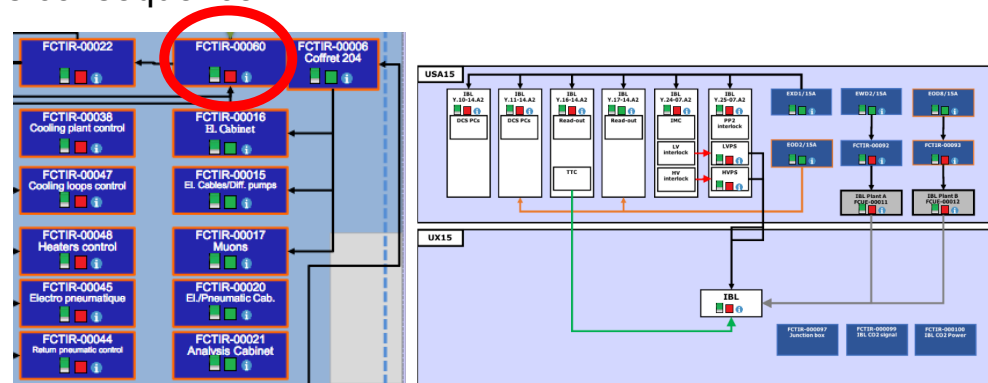 FCTIR-00022
FCTIR-00060
FCTIR-00006
Coffret 204
FCTIR-00038
Cooling plant control
FCTIR-00016
El. Cabinet
FCTIR-00047
Cooling loops control
FCTIR-00015
El. Cables/Diff. pumps
FCTIR-00048
Heaters control
FCTIR-00017
Muons
FCTIR-00045
Electro pneumatique
FCTIR-00020
El./Pneumatic Cab.
FCTIR-00044
Return pneumatic control
FCTIR-00021
Analysis Cabinet
USA15
IBL
Y.10-14.A2
DCS PCs
IBL
Y.11-14.A2
DCS PCs
IBL
Y.16-14.A2
Read-out
TTC
IBL
Y.17-14.A2
Read-out
IBL
Y.24-07.A2
IMC
LV
interlock
HV
interlock
IBL
Y.25-07.A2
PP2
interlock
LVPS
HVPS
EXD1/15A
EOD2/15A
EWD2/15A
FCTIR-00092
IBL Plant A
FCUE-00011
EOD8/15A
FCTIR-00093
IBL Plant B
FCUE-00012
UX15
IBL
FCTIR-000097
Junction box
FCTIR-000099
IBL CO2 signal
FCTIR-000100
IBL CO2 Power